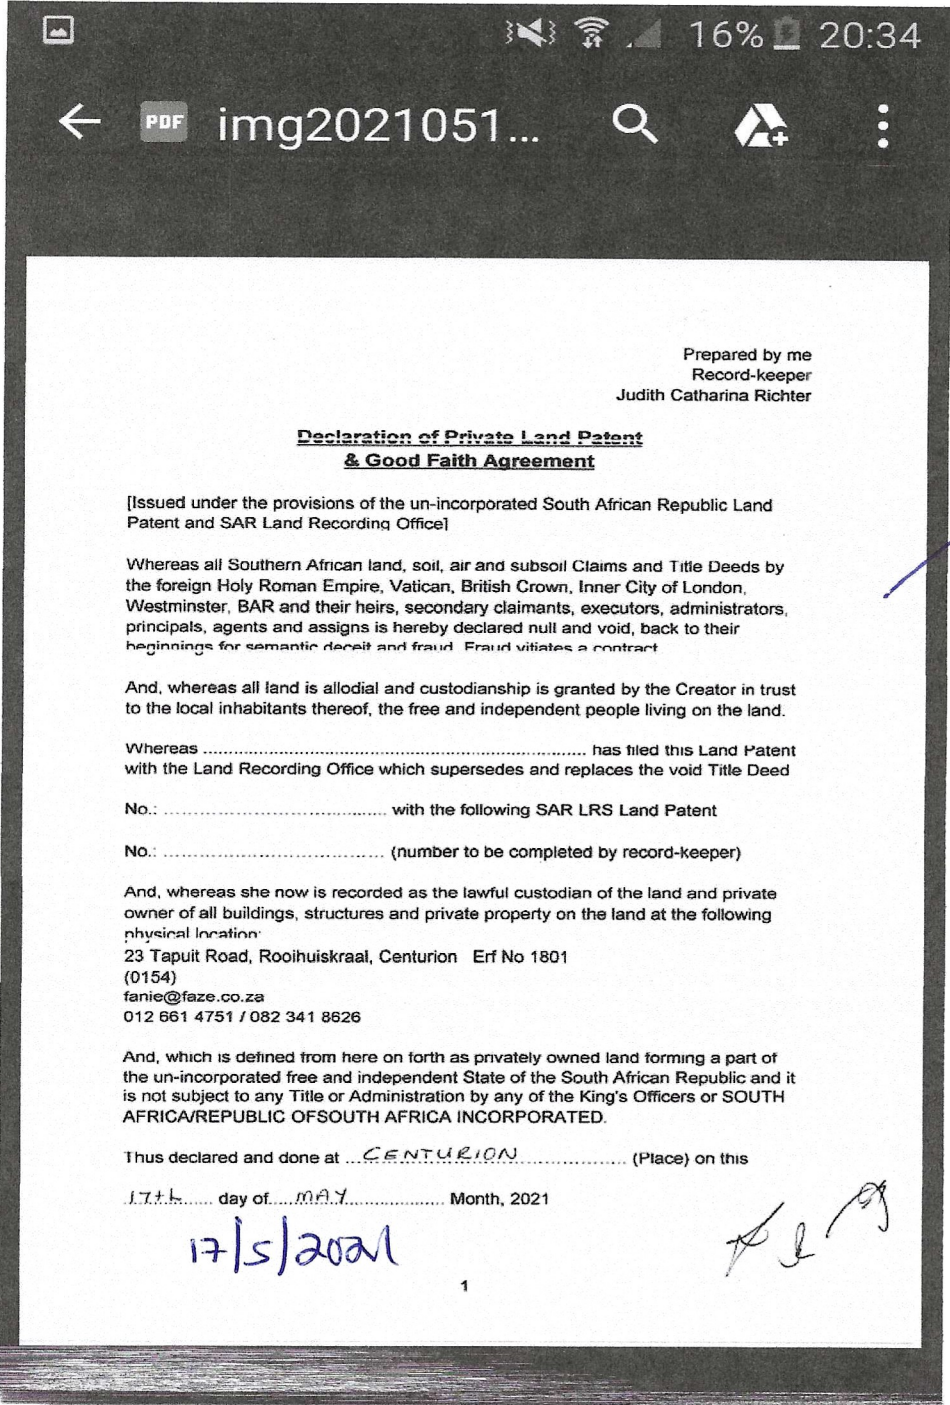 16% 20:34
PDF img2021051...
Prepared by me
Record-keeper
Judith Catharina Richter
Declaration of Private Land Patent
& Good Faith Agreement
[Issued under the provisions of the un-incorporated South African Republic Land
Patent and SAR Land Recording Office]
Whereas all Southern African land, soil, air and subsoil Claims and Title Deeds by
the foreign Holy Roman Empire, Vatican, British Crown, Inner City of London,
Westminster, BAR and their heirs, secondary claimants, executors, administrators,
principals, agents and assigns is hereby declared null and void, back to their
beginnings for semantic deceit and fraud. Fraud vitiates a contract
And, whereas all land is allodial and custodianship is granted by the Creator in trust
to the local inhabitants thereof, the free and independent people living on the land.
Whereas ........................................................................ has filed this Land Patent
with the Land Recording Office which supersedes and replaces the void Title Deed
No.: .......................................... with the following SAR LRS Land Patent
No.: .......................................... (number to be completed by record-keeper)
And, whereas she now is recorded as the lawful custodian of the land and private
owner of all buildings, structures and private property on the land at the following
physical location:
23 Tapuit Road, Rooihuiskraal, Centurion Erf No 1801
(0154)
fanie@faze.co.za
012 661 4751 / 082 341 8626
And, which is defined from here on forth as privately owned land forming a part of
the un-incorporated free and independent State of the South African Republic and it
is not subject to any Title or Administration by any of the King's Officers or SOUTH
AFRICA/REPUBLIC OFSOUTH AFRICA INCORPORATED.
Thus declared and done at ...CENTURION.................... (Place) on this
17th...... day of....MAY.................. Month, 2021
17/5/2021
1